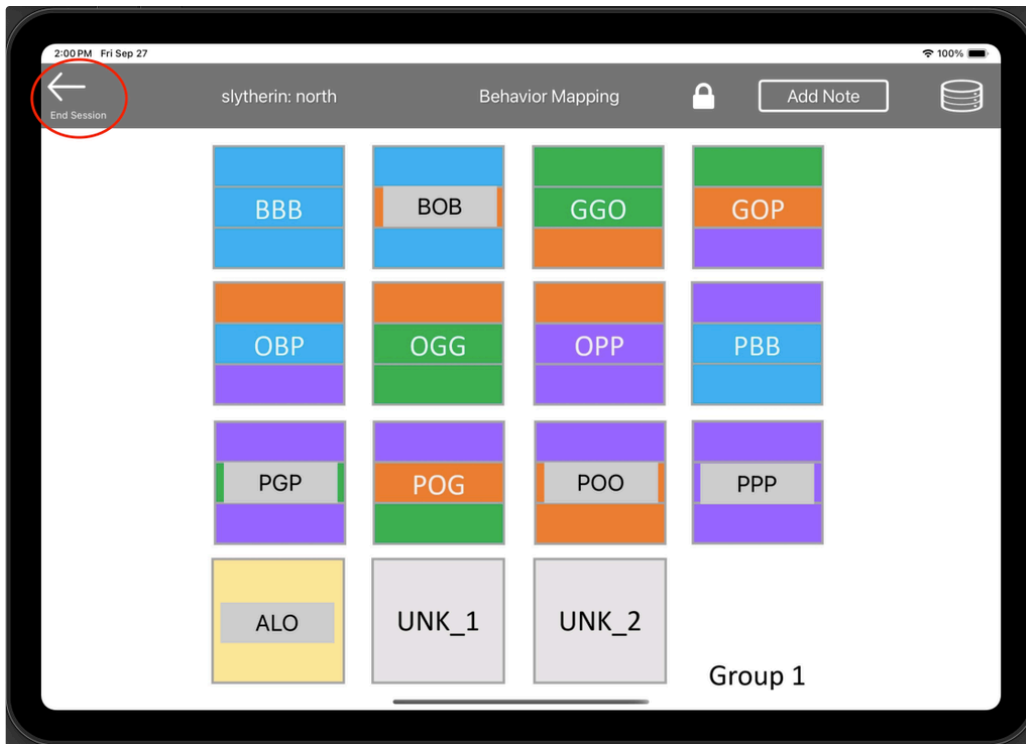 2:00 PM Fri Sep 27
100%
End Session
slytherin: north
Behavior Mapping
Add Note
BBB
BOB
GGO
GOP
OBP
OGG
OPP
PBB
PGP
POG
POO
PPP
ALO
UNK_1
UNK_2
Group 1